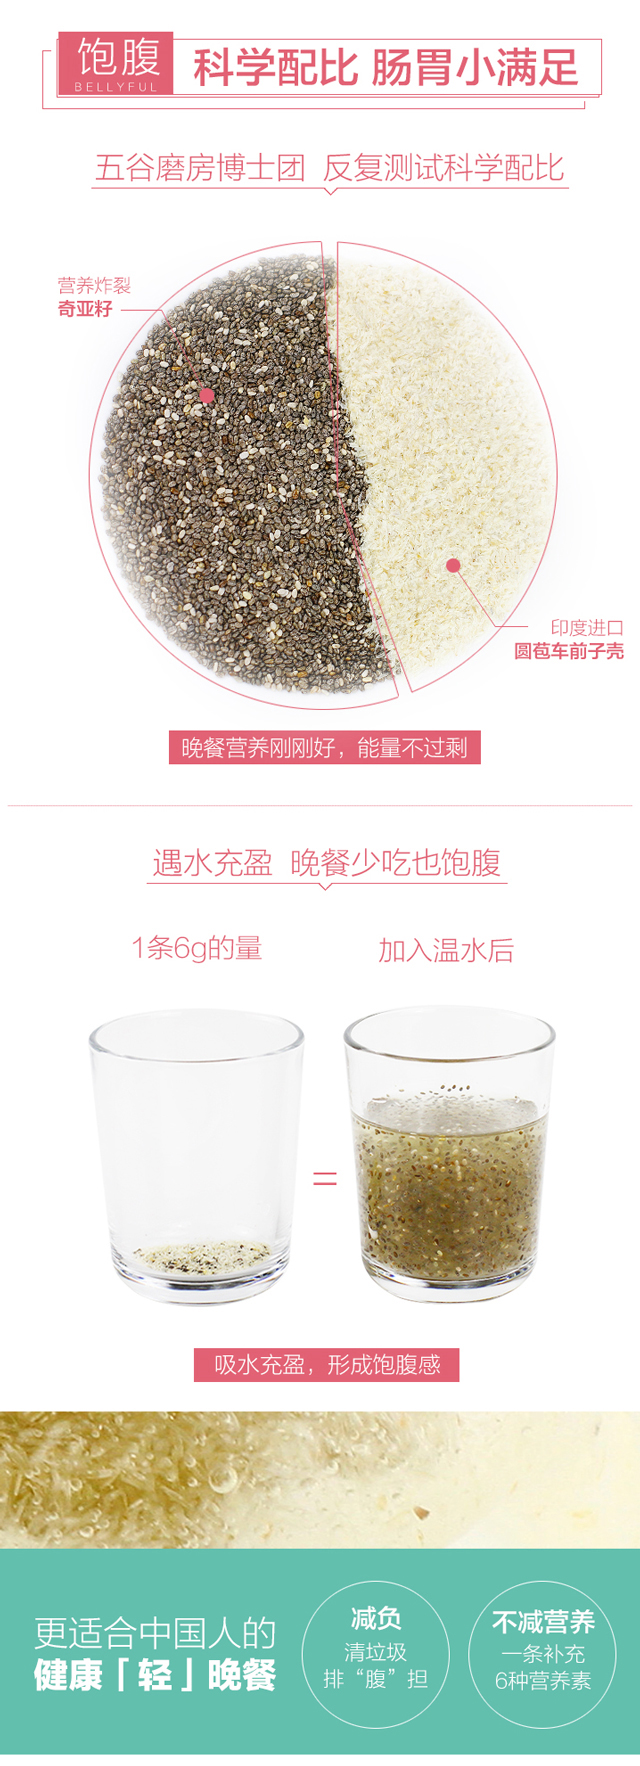 饱腹
BELLYFUL
科学配比 肠胃小满足
五谷磨房博士团 反复测试科学配比
营养炸裂
奇亚籽
印度进口
圆苞车前子壳
晚餐营养刚刚好，能量不过剩
遇水充盈 晚餐少吃也饱腹
1条6g的量
加入温水后
=
吸水充盈，形成饱腹感
更适合中国人的
健康「轻」晚餐
减负
清垃圾
排“腹”担
不减营养
一条补充
6种营养素